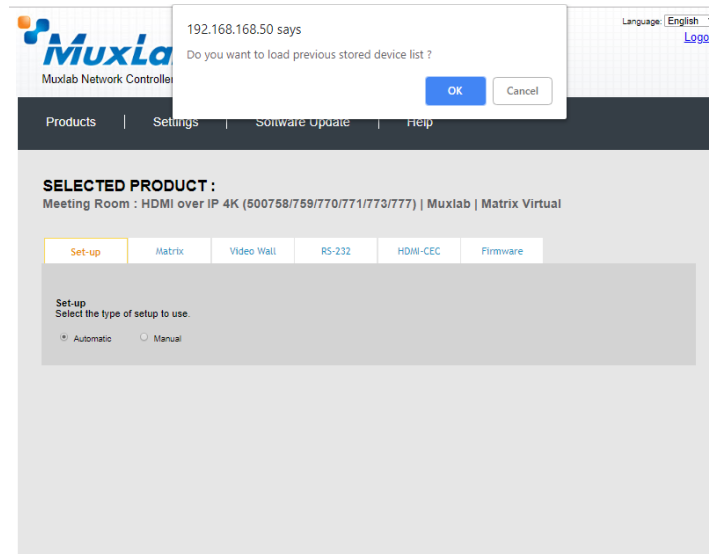 192.168.168.50 says
Do you want to load previous stored device list ?
OK Cancel
Language: English
Logo
MuxLa
Muxlab Network Controller
Products | Settings | Software Update | Help
SELECTED PRODUCT :
Meeting Room : HDMI over IP 4K (500758/759/770/771/773/777) | Muxlab | Matrix Virtual
Set-up Matrix Video Wall RS-232 HDMI-CEC Firmware
Set-up
Select the type of setup to use.
Automatic Manual